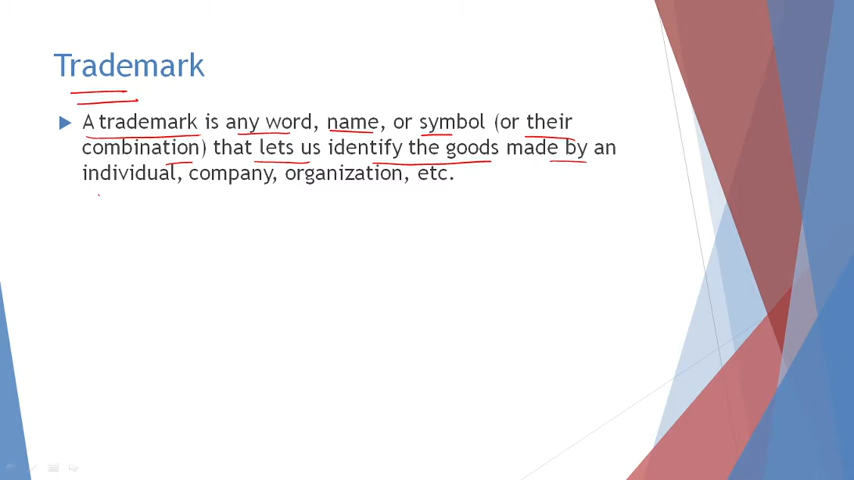 Trademark
A trademark is any word, name, or symbol (or their
combination) that lets us identify the goods made by an
individual, company, organization, etc.